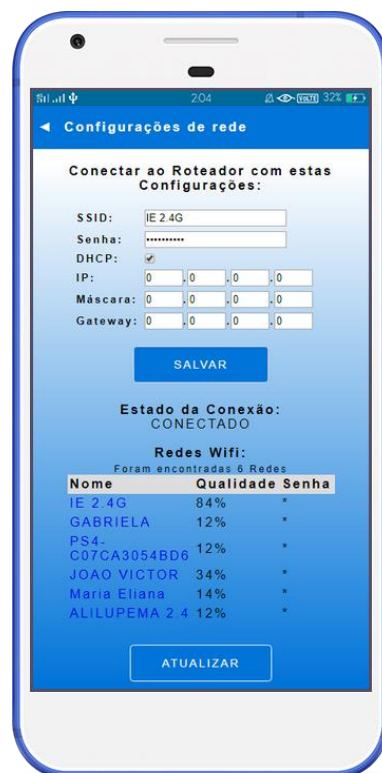 2:04 VoLTE 32%
Configurações de rede
Conectar ao Roteador com estas
Configurações:
SSID: IE 2.4G
Senha: ••••••••••
DHCP:
IP: 0 . 0 . 0 . 0
Máscara: 0 . 0 . 0 . 0
Gateway: 0 . 0 . 0 . 0
SALVAR
Estado da Conexão:
CONECTADO
Redes Wifi:
Foram encontradas 6 Redes
Nome Qualidade Senha
IE 2.4G 84% *
GABRIELA 12% *
PS4-
C07CA3054BD6 12% *
JOAO VICTOR 34% *
Maria Eliana 14% *
ALILUPEMA 2.4 12% *
ATUALIZAR